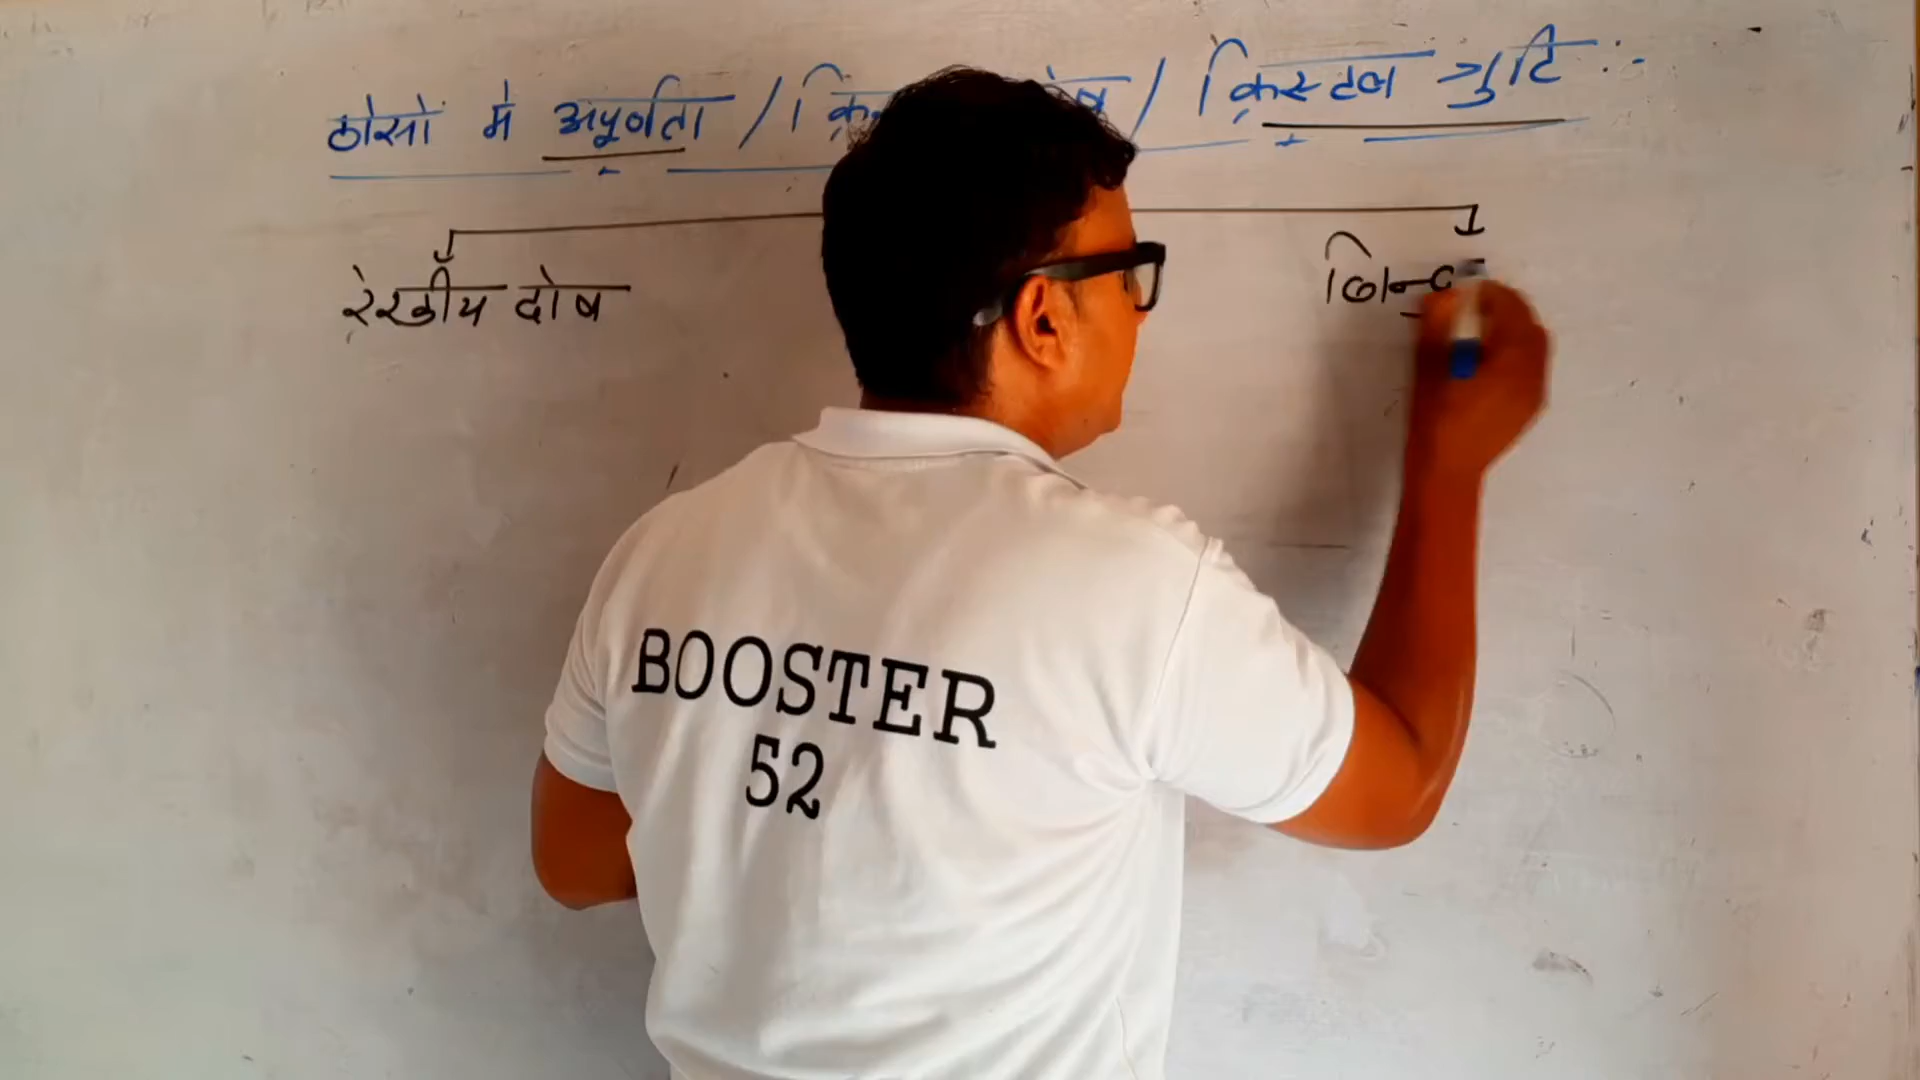 ठोसो मे अपूर्णता / / क्रिस्टल त्रुटि :-
रेखीय दोष
बिन्दु
BOOSTER
52